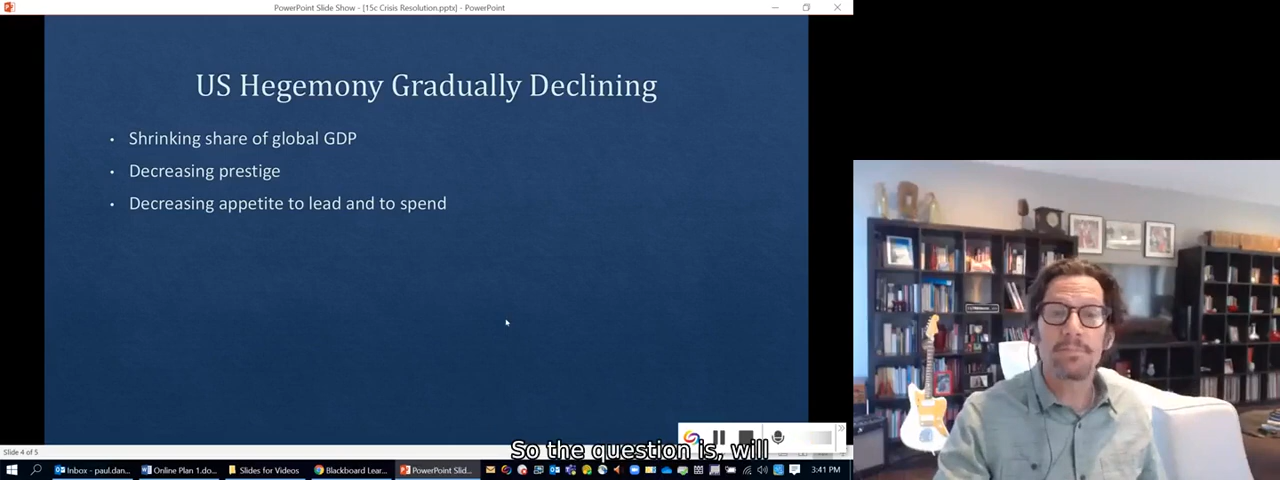 PowerPoint Slide Show - [15c Crisis Resolution.pptx] - PowerPoint
US Hegemony Gradually Declining
• Shrinking share of global GDP
• Decreasing prestige
• Decreasing appetite to lead and to spend
So the question is, will
Slide 4 of 5
Inbox - paul.dan...
Online Plan 1.do...
Slides for Videos
Blackboard Lear...
PowerPoint Slid...
3:41 PM